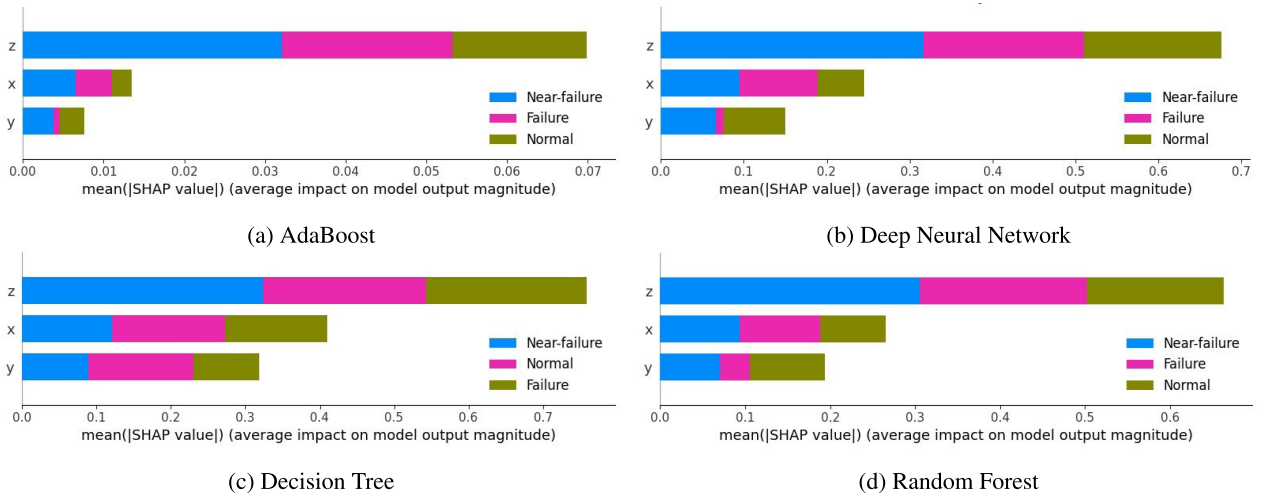 z
x
y
Near-failure
Failure
Normal
0.00 0.01 0.02 0.03 0.04 0.05 0.06 0.07
mean(|SHAP value|) (average impact on model output magnitude)
(a) AdaBoost
z
x
y
Near-failure
Failure
Normal
0.0 0.1 0.2 0.3 0.4 0.5 0.6 0.7
mean(|SHAP value|) (average impact on model output magnitude)
(b) Deep Neural Network
z
x
y
Near-failure
Normal
Failure
0.0 0.1 0.2 0.3 0.4 0.5 0.6 0.7
mean(|SHAP value|) (average impact on model output magnitude)
(c) Decision Tree
z
x
y
Near-failure
Failure
Normal
0.0 0.1 0.2 0.3 0.4 0.5 0.6
mean(|SHAP value|) (average impact on model output magnitude)
(d) Random Forest